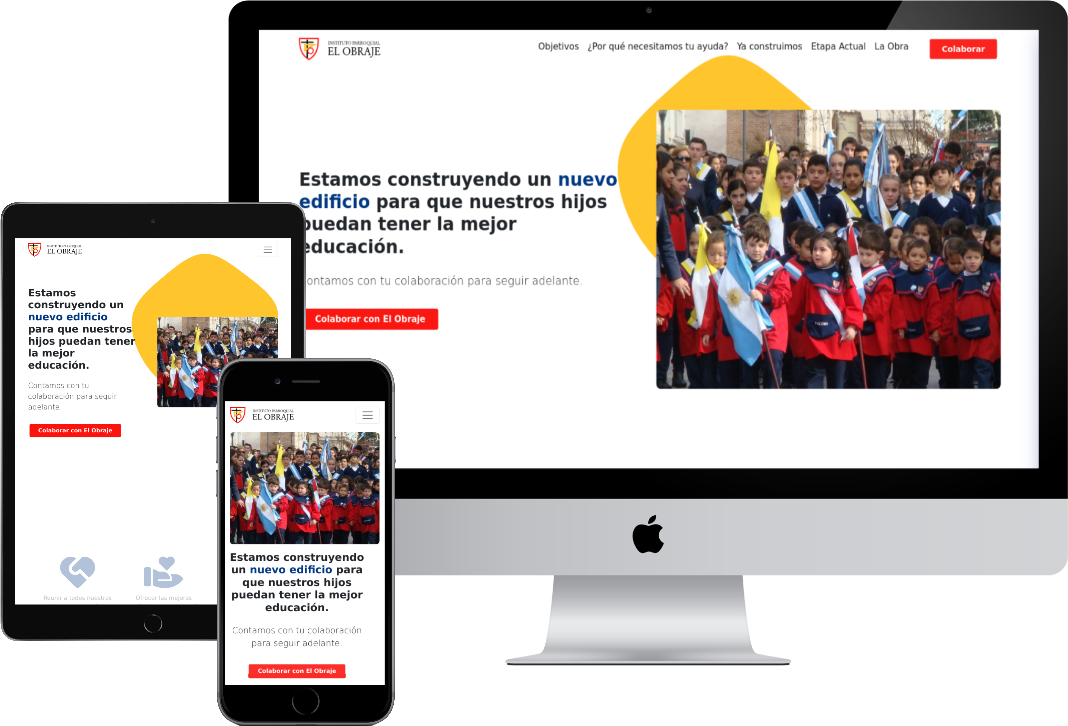 INSTITUTO PARROQUIAL
EL OBRAJE
Objetivos ¿Por qué necesitamos tu ayuda? Ya construimos Etapa Actual La Obra Colaborar
Estamos construyendo un nuevo
edificio para que nuestros hijos
puedan tener la mejor
educación.
ontamos con tu colaboración para seguir adelante.
Colaborar con El Obraje
INSTITUTO PARROQUIAL
EL OBRAJE
Estamos
construyendo un
nuevo edificio
para que nuestros
hijos puedan tener
la mejor
educación.
Contamos con tu
colaboración para seguir
adelante.
Colaborar con El Obraje
Reunir a todos nuestros
Ofrecer las mejores
INSTITUTO PARROQUIAL
EL OBRAJE
Estamos construyendo
un nuevo edificio para
que nuestros hijos
puedan tener la mejor
educación.
Contamos con tu colaboración
para seguir adelante.
Colaborar con El Obraje